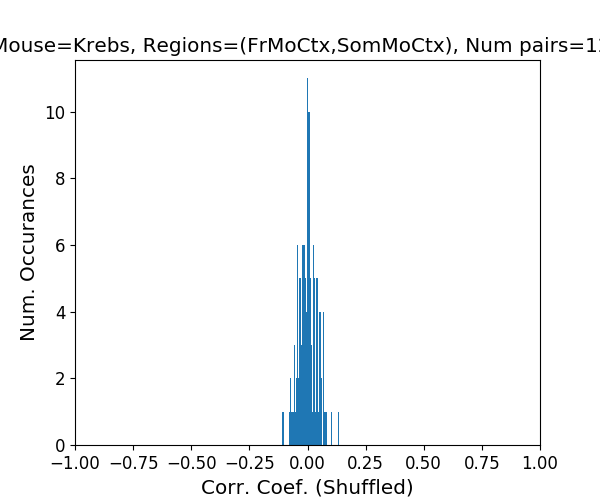 Mouse=Krebs, Regions=(FrMoCtx,SomMoCtx), Num pairs=1
10
8
6
4
2
0
Num. Occurances
−1.00 −0.75 −0.50 −0.25 0.00 0.25 0.50 0.75 1.00
Corr. Coef. (Shuffled)